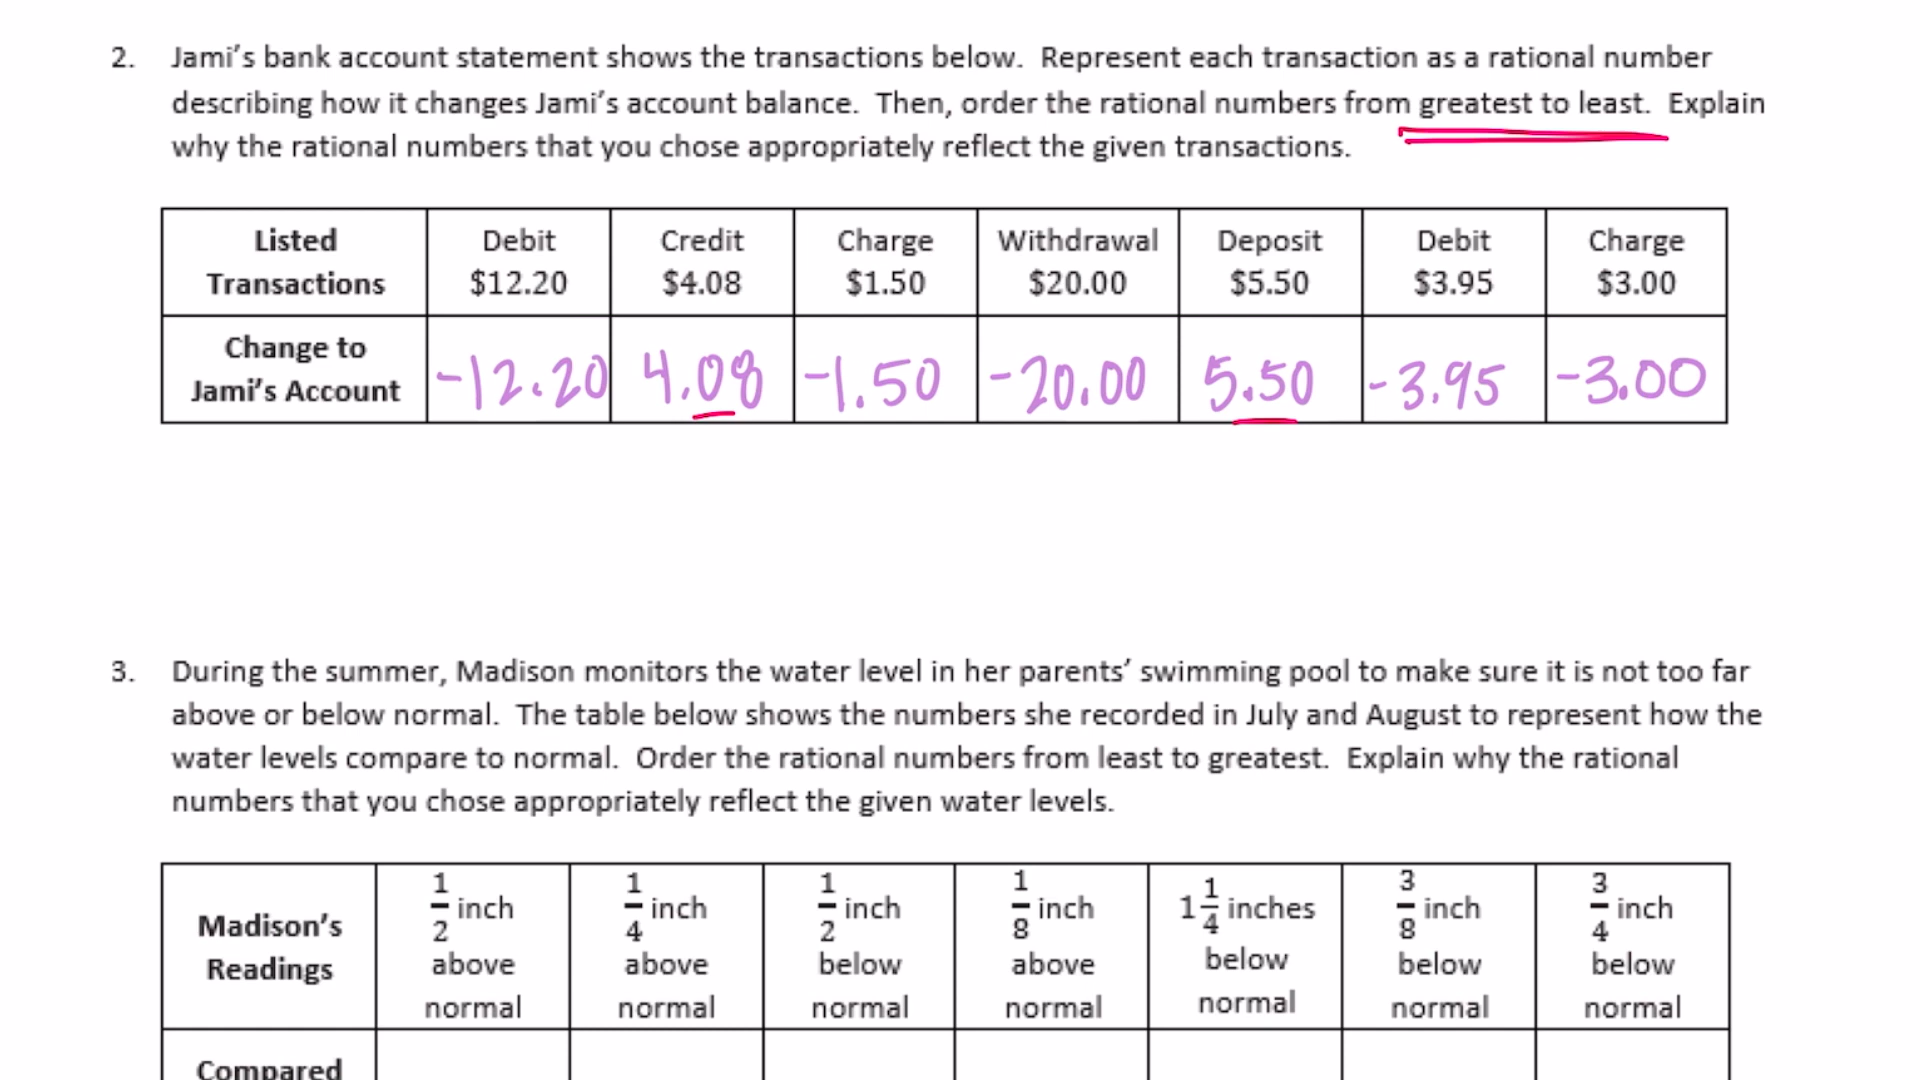 2. Jami's bank account statement shows the transactions below. Represent each transaction as a rational number
describing how it changes Jami's account balance. Then, order the rational numbers from greatest to least. Explain
why the rational numbers that you chose appropriately reflect the given transactions.
Listed Transactions Debit $12.20 Credit $4.08 Charge $1.50 Withdrawal $20.00 Deposit $5.50 Debit $3.95 Charge $3.00
Change to Jami's Account -12.20 4.08 -1.50 -20.00 5.50 -3.95 -3.00
3. During the summer, Madison monitors the water level in her parents' swimming pool to make sure it is not too far
above or below normal. The table below shows the numbers she recorded in July and August to represent how the
water levels compare to normal. Order the rational numbers from least to greatest. Explain why the rational
numbers that you chose appropriately reflect the given water levels.
Madison's Readings 1/2 inch above normal 1/4 inch above normal 1/2 inch below normal 1/8 inch above normal 1 1/4 inches below normal 3/8 inch below normal 3/4 inch below normal
Compared